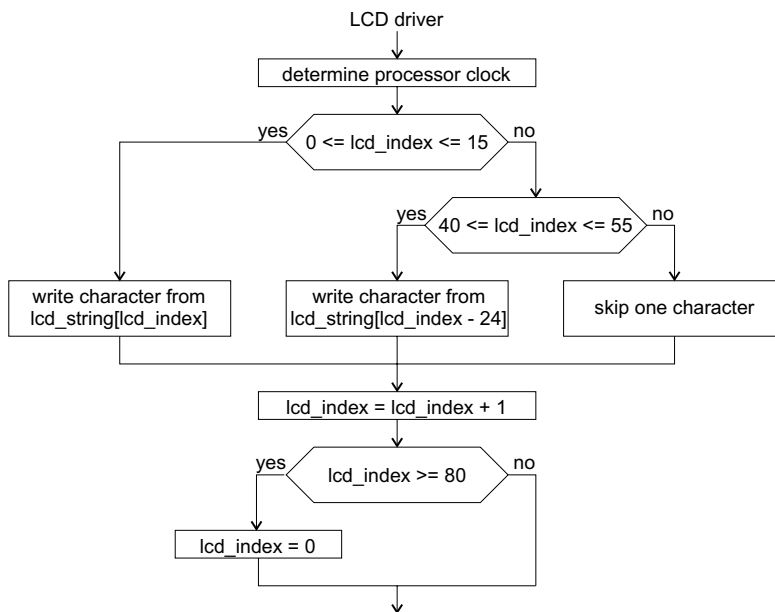 LCD driver
determine processor clock
yes
0 <= lcd_index <= 15
no
yes
40 <= lcd_index <= 55
no
write character from
lcd_string[lcd_index]
write character from
lcd_string[lcd_index - 24]
skip one character
lcd_index = lcd_index + 1
yes
lcd_index >= 80
no
lcd_index = 0